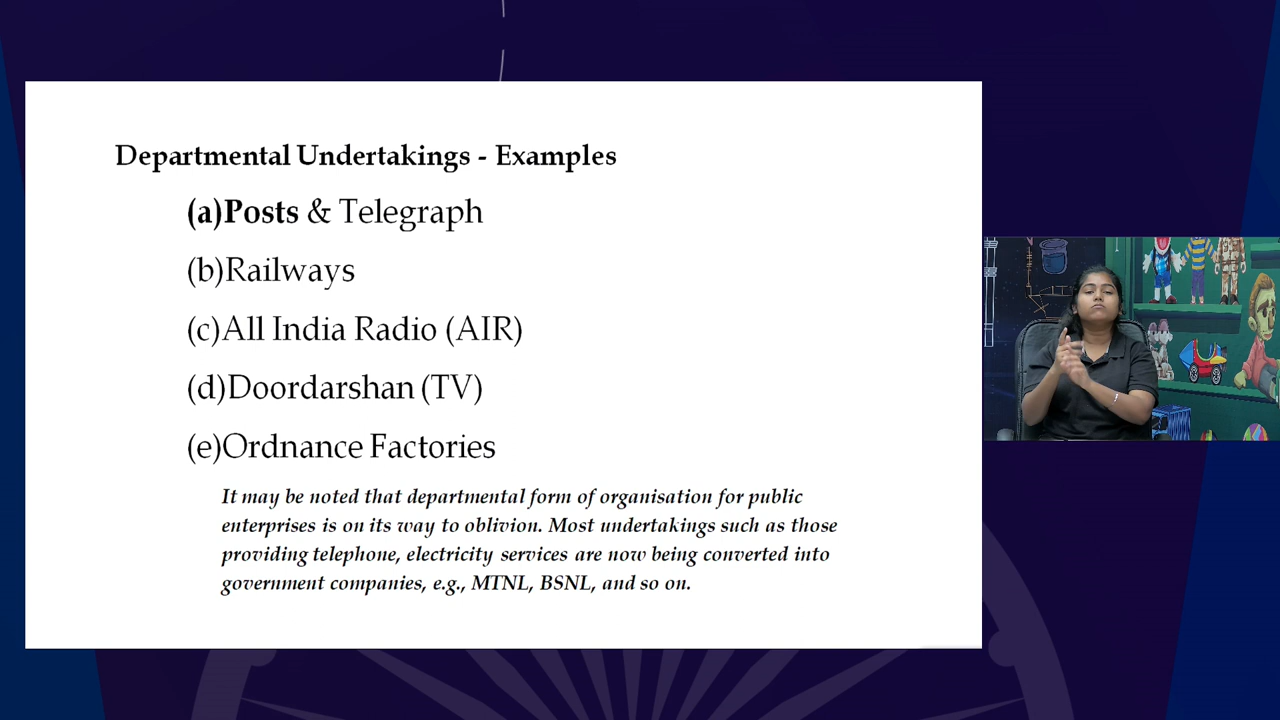 Departmental Undertakings - Examples
(a)Posts & Telegraph
(b)Railways
(c)All India Radio (AIR)
(d)Doordarshan (TV)
(e)Ordnance Factories
It may be noted that departmental form of organisation for public
enterprises is on its way to oblivion. Most undertakings such as those
providing telephone, electricity services are now being converted into
government companies, e.g., MTNL, BSNL, and so on.